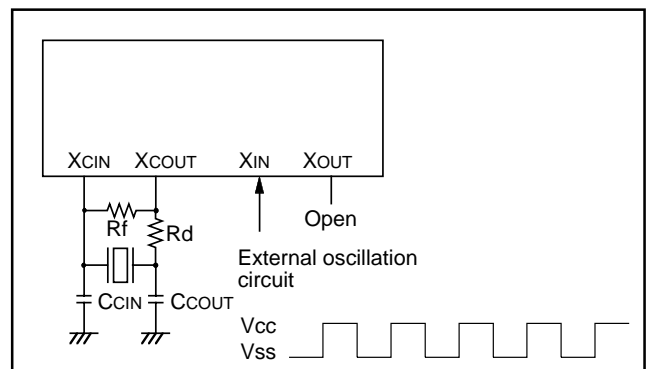 XCIN XCOUT XIN XOUT
Rf
Rd
Open
External oscillation
circuit
CCIN CCOUT
Vcc
Vss